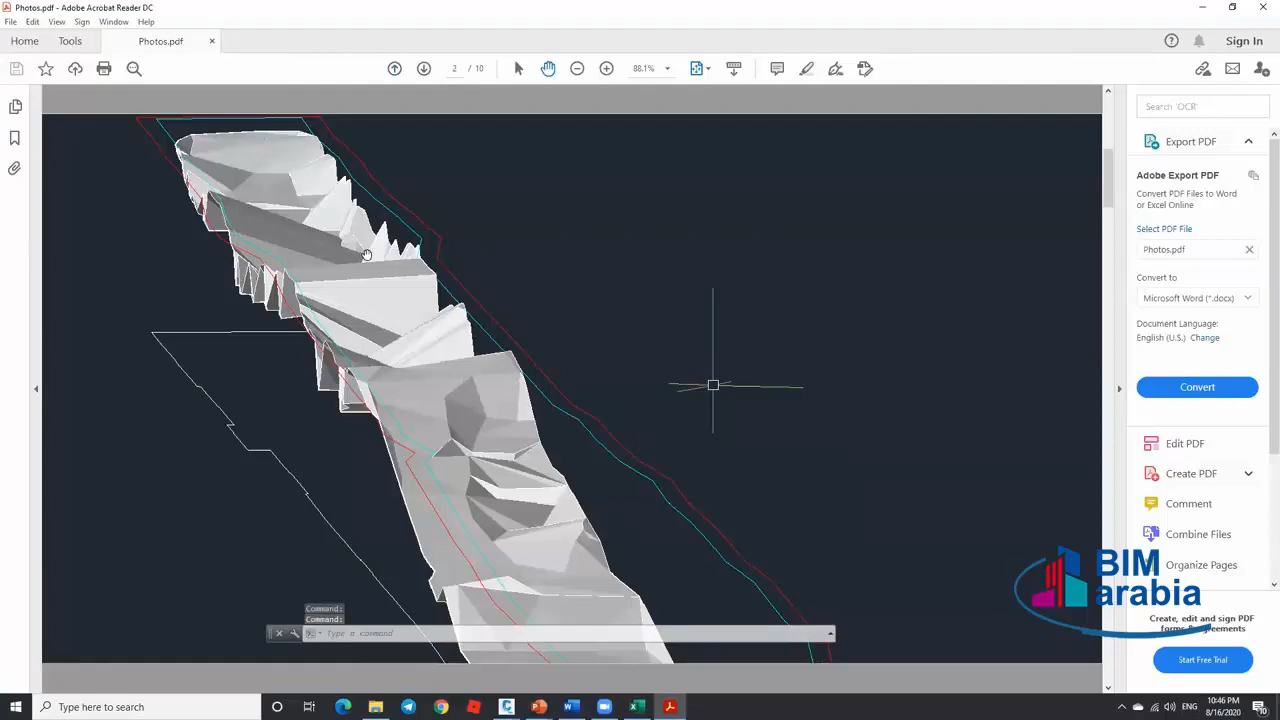 Photos.pdf - Adobe Acrobat Reader DC
File Edit View Sign Window Help
Home Tools Photos.pdf × Sign In
2 / 10 88.1%
Search 'OCR'
Export PDF
Adobe Export PDF
Convert PDF Files to Word
or Excel Online
Select PDF File
Photos.pdf
Convert to
Microsoft Word (*.docx)
Document Language:
English (U.S.) Change
Convert
Edit PDF
Create PDF
Comment
Combine Files
Organize Pages
BIM
arabia
Create, edit and sign PDF
Start Free Trial
Command:
Command:
Type a command
Type here to search
10:46 PM
8/16/2020